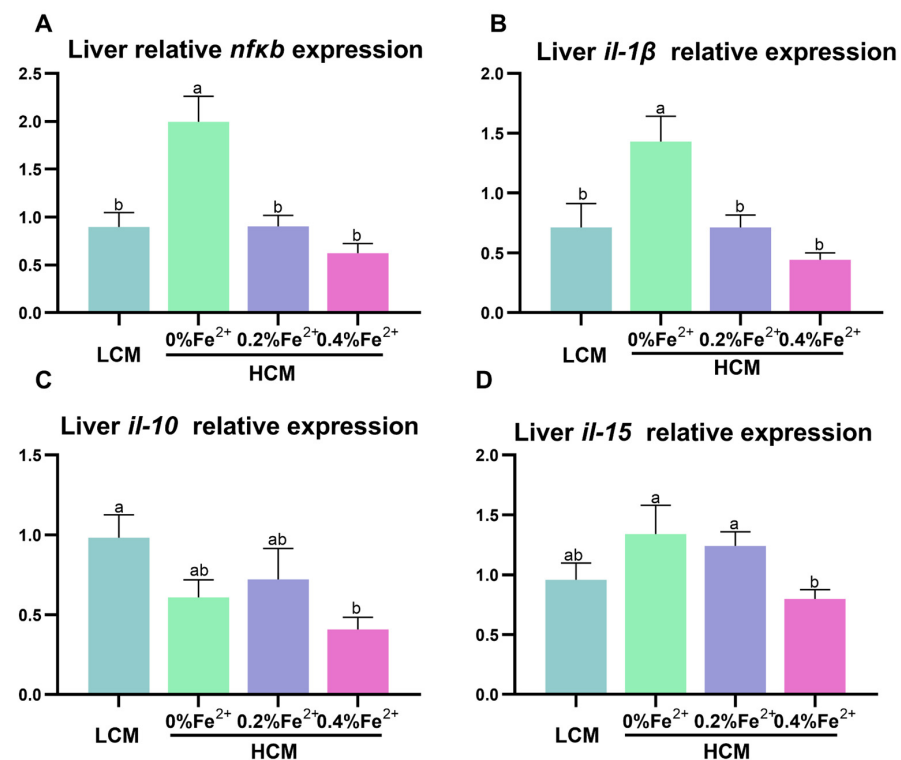 A
Liver relative nfκb expression
2.5
2.0
1.5
1.0
0.5
0.0
b
a
b
b
LCM
0%Fe²⁺ 0.2%Fe²⁺ 0.4%Fe²⁺
HCM
B
Liver il-1β relative expression
2.0
1.5
1.0
0.5
0.0
b
a
b
b
LCM
0%Fe²⁺ 0.2%Fe²⁺ 0.4%Fe²⁺
HCM
C
Liver il-10 relative expression
1.5
1.0
0.5
0.0
a
ab
ab
b
LCM
0%Fe²⁺ 0.2%Fe²⁺ 0.4%Fe²⁺
HCM
D
Liver il-15 relative expression
2.0
1.5
1.0
0.5
0.0
ab
a
a
b
LCM
0%Fe²⁺ 0.2%Fe²⁺ 0.4%Fe²⁺
HCM